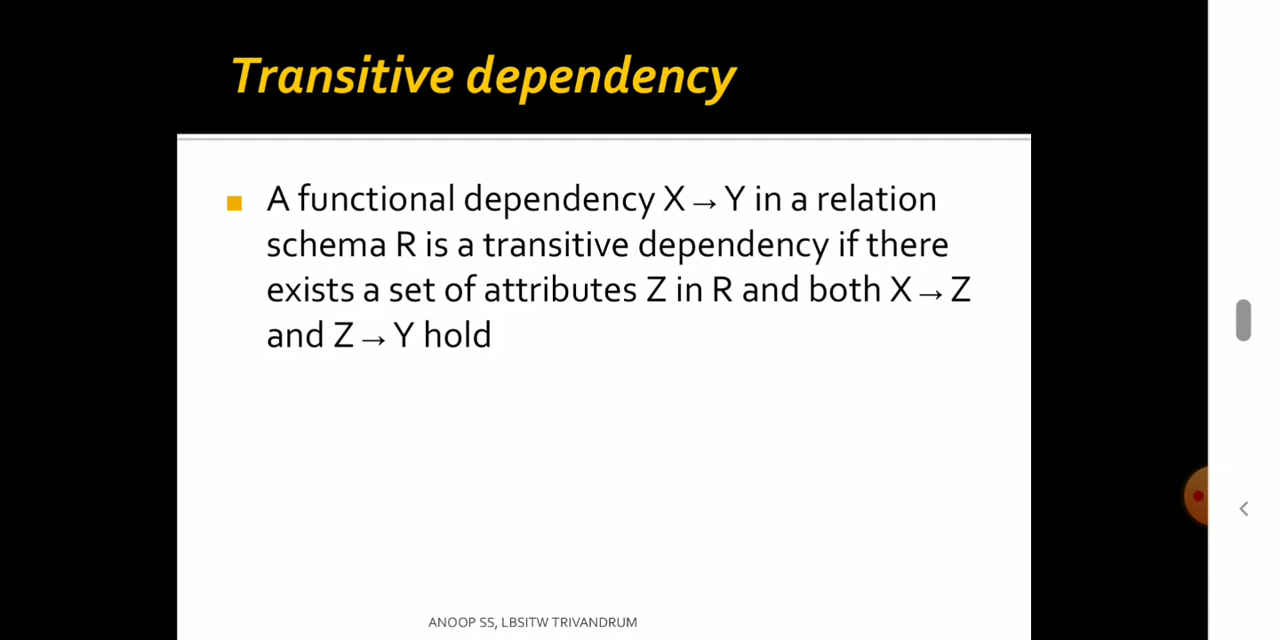 Transitive dependency
A functional dependency X → Y in a relation
schema R is a transitive dependency if there
exists a set of attributes Z in R and both X → Z
and Z → Y hold
ANOOP SS, LBSITW TRIVANDRUM